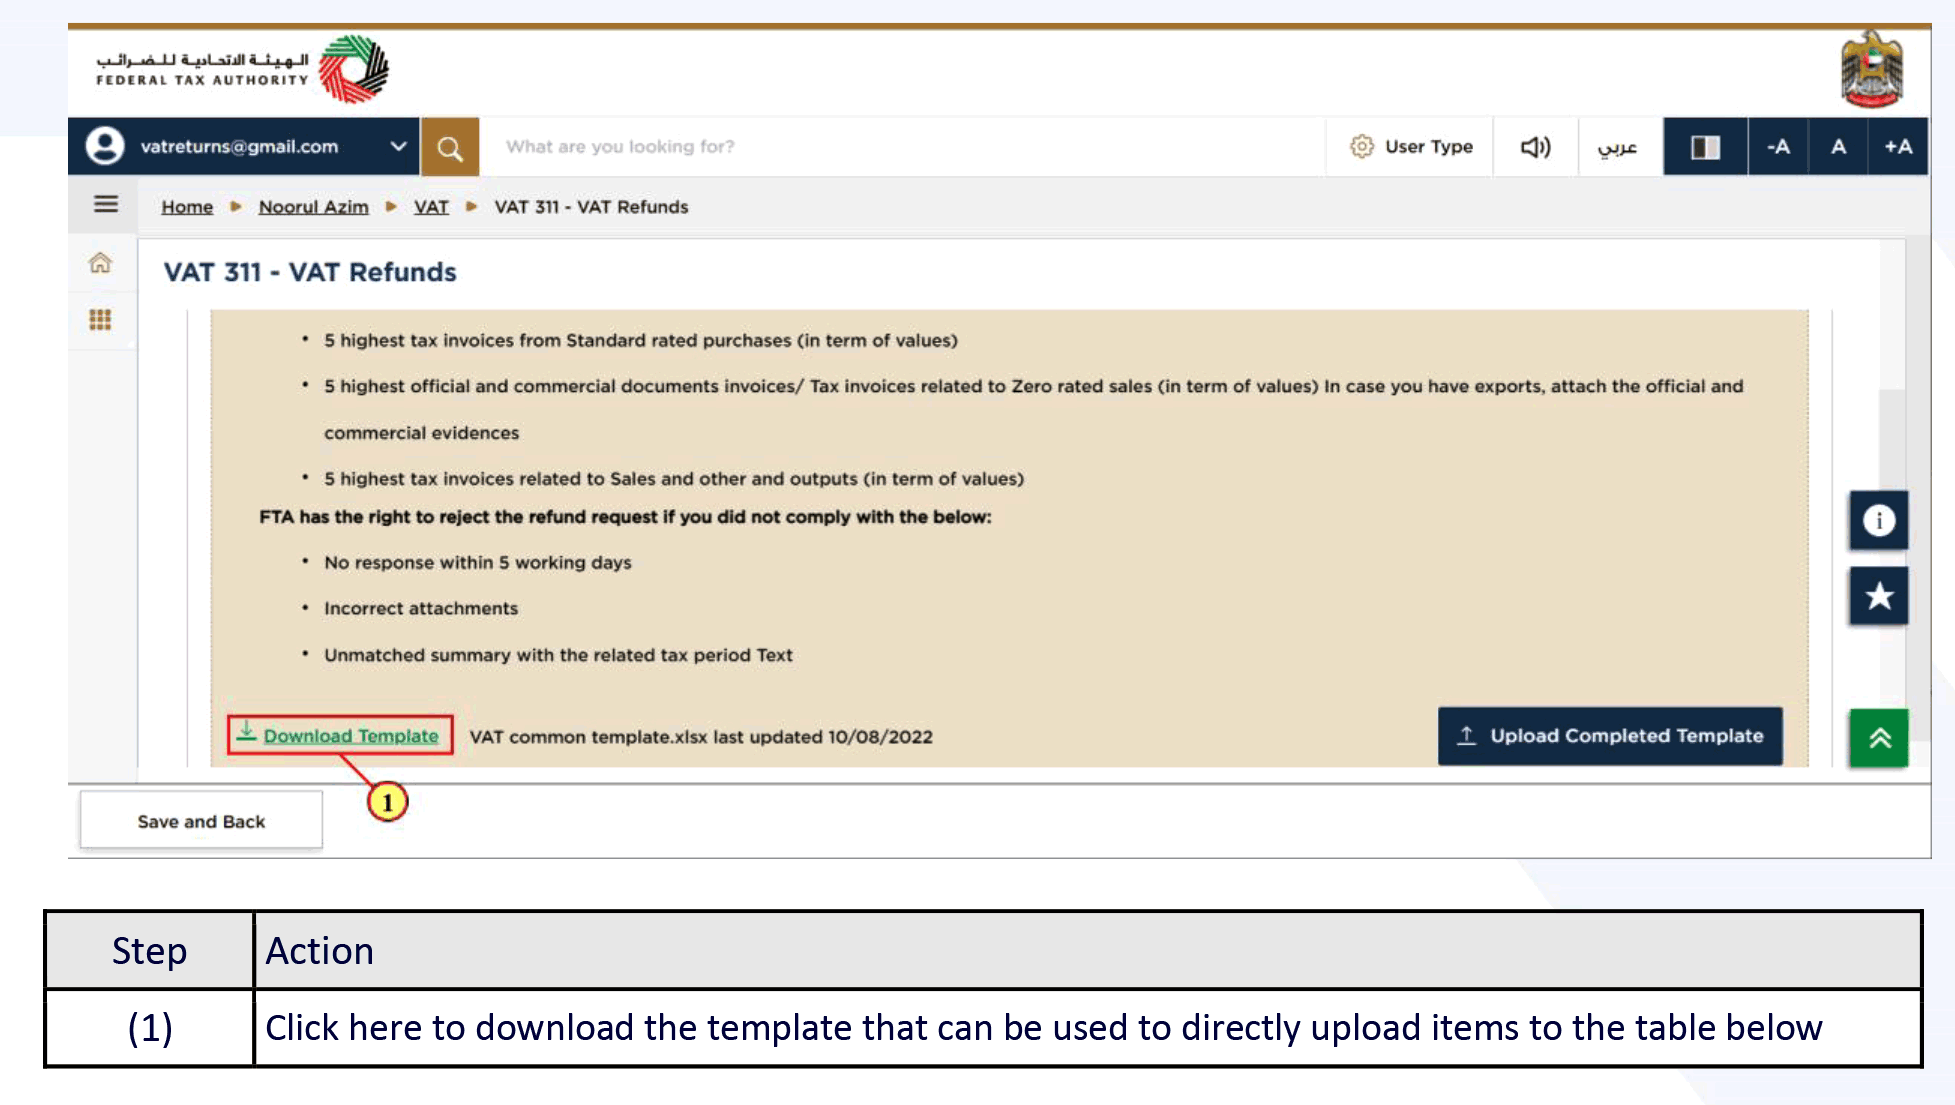 الهيئة الاتحادية للضرائب
FEDERAL TAX AUTHORITY
vatreturns@gmail.com
What are you looking for?
User Type
عربي
-A
A
+A
Home
Noorul Azim
VAT
VAT 311 - VAT Refunds
VAT 311 - VAT Refunds
• 5 highest tax invoices from Standard rated purchases (in term of values)
• 5 highest official and commercial documents invoices/ Tax invoices related to Zero rated sales (in term of values) In case you have exports, attach the official and
commercial evidences
• 5 highest tax invoices related to Sales and other and outputs (in term of values)
FTA has the right to reject the refund request if you did not comply with the below:
• No response within 5 working days
• Incorrect attachments
• Unmatched summary with the related tax period Text
Download Template
VAT common template.xlsx last updated 10/08/2022
Upload Completed Template
1
Save and Back
Step
Action
(1)
Click here to download the template that can be used to directly upload items to the table below